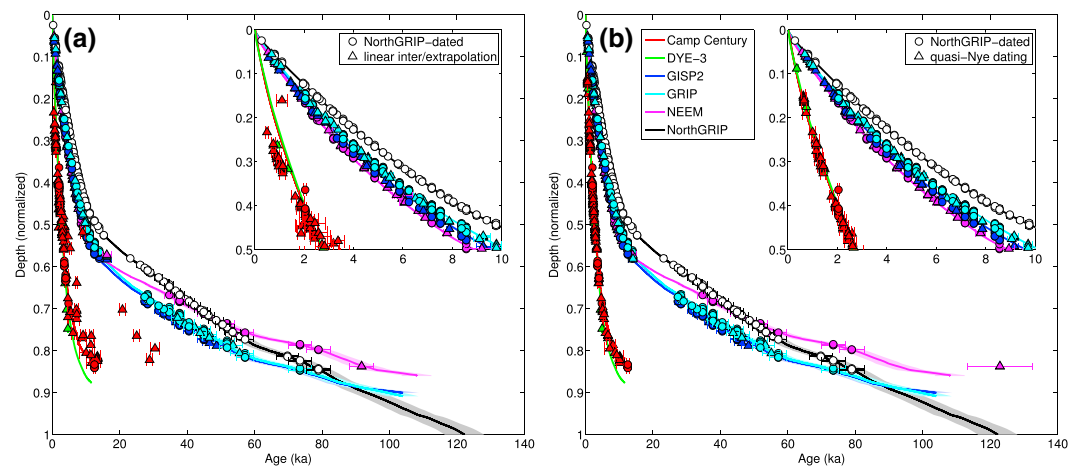 (a)
NorthGRIP−dated
linear inter/extrapolation
0
0.1
0.2
0.3
0.4
0.5
0 2 4 6 8 10
Depth (normalized)
0
0.1
0.2
0.3
0.4
0.5
0.6
0.7
0.8
0.9
1
0 20 40 60 80 100 120 140
Age (ka)
(b)
Camp Century
DYE−3
GISP2
GRIP
NEEM
NorthGRIP
NorthGRIP−dated
quasi−Nye dating
0
0.1
0.2
0.3
0.4
0.5
0 2 4 6 8 10
Depth (normalized)
0
0.1
0.2
0.3
0.4
0.5
0.6
0.7
0.8
0.9
1
0 20 40 60 80 100 120 140
Age (ka)